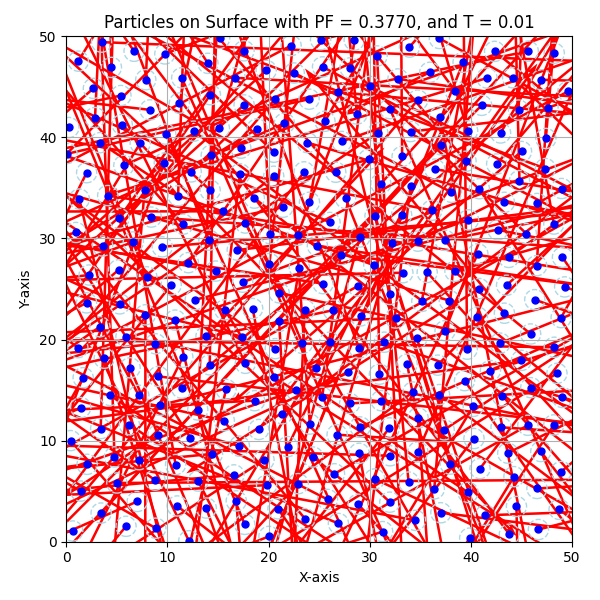 Particles on Surface with PF = 0.3770, and T = 0.01
50
40
30
20
10
0
Y-axis
0 10 20 30 40 50
X-axis